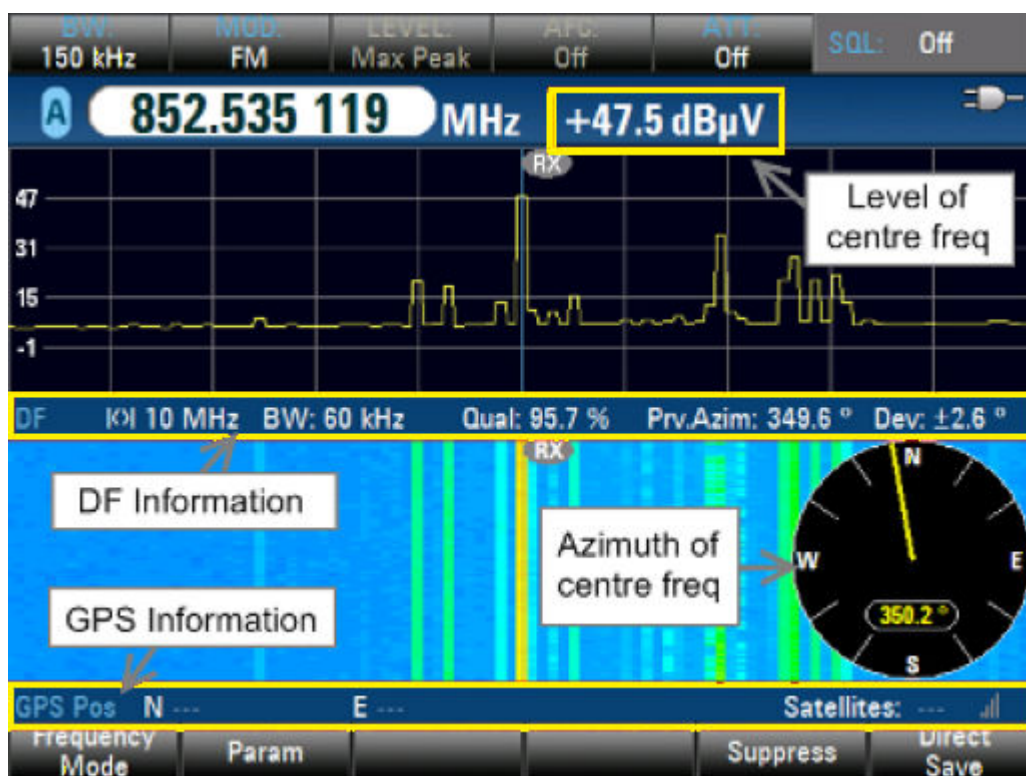 BW: MOD: LEVEL: AFC: ATT: SQL: Off
150 kHz FM Max Peak Off Off
A 852.535 119 MHz +47.5 dBµV
RX
47
Level of
centre freq
31
15
-1
DF 10 MHz BW: 60 kHz Qual: 95.7 % Prv.Azim: 349.6 ° Dev: ±2.6 °
RX
N
DF Information
Azimuth of
centre freq
W E
GPS Information
350.2 °
S
GPS Pos N --- E --- Satellites: ---
Frequency
Mode
Param
Suppress
Direct
Save